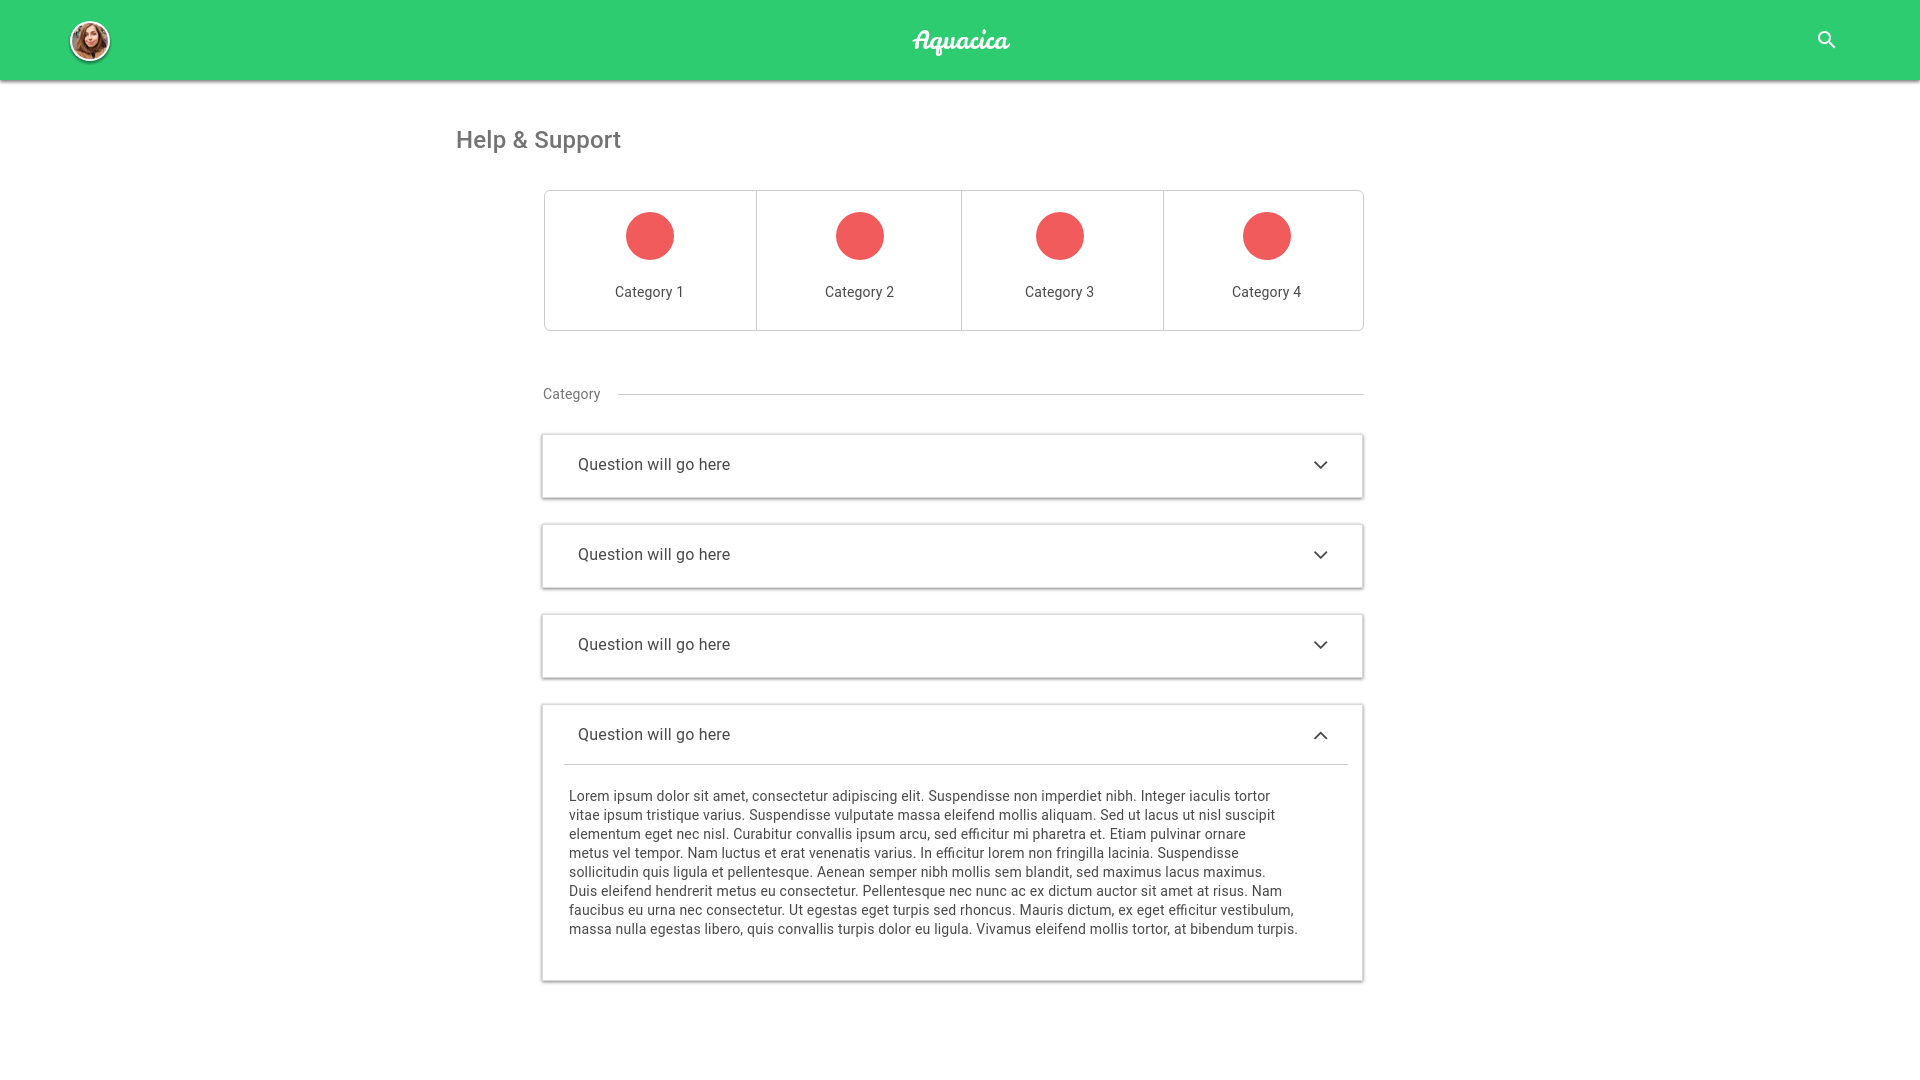 Aquacica
Help & Support
Category 1
Category 2
Category 3
Category 4
Category
Question will go here
Question will go here
Question will go here
Question will go here
Lorem ipsum dolor sit amet, consectetur adipiscing elit. Suspendisse non imperdiet nibh. Integer iaculis tortor
vitae ipsum tristique varius. Suspendisse vulputate massa eleifend mollis aliquam. Sed ut lacus ut nisl suscipit
elementum eget nec nisl. Curabitur convallis ipsum arcu, sed efficitur mi pharetra et. Etiam pulvinar ornare
metus vel tempor. Nam luctus et erat venenatis varius. In efficitur lorem non fringilla lacinia. Suspendisse
sollicitudin quis ligula et pellentesque. Aenean semper nibh mollis sem blandit, sed maximus lacus maximus.
Duis eleifend hendrerit metus eu consectetur. Pellentesque nec nunc ac ex dictum auctor sit amet at risus. Nam
faucibus eu urna nec consectetur. Ut egestas eget turpis sed rhoncus. Mauris dictum, ex eget efficitur vestibulum,
massa nulla egestas libero, quis convallis turpis dolor eu ligula. Vivamus eleifend mollis tortor, at bibendum turpis.